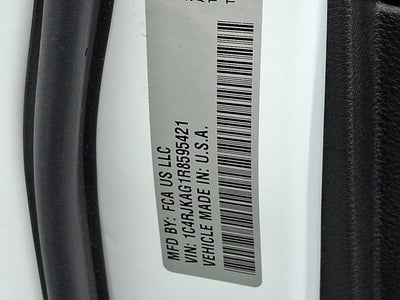 MFD BY: FCA US LLC
VIN: 1C4RJKAG1R8595421
VEHICLE MADE IN: U.S.A.